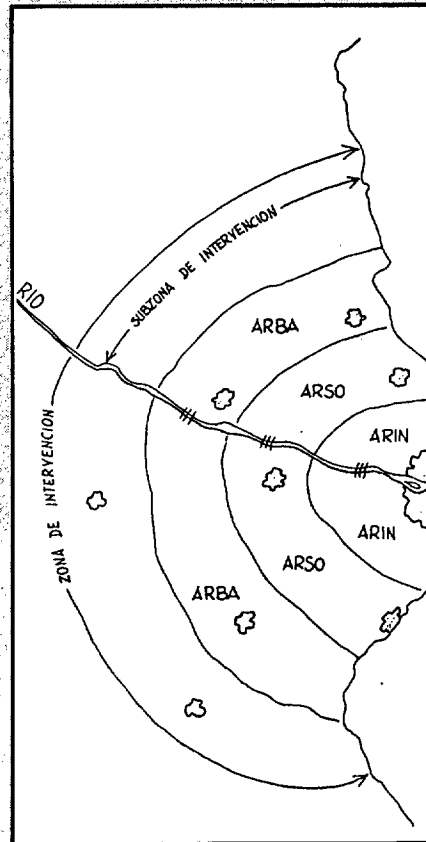 SUBZONA DE INTERVENCION
RIO
ARBA
ARSO
ARIN
ZONA DE INTERVENCION
ARIN
ARSO
ARBA